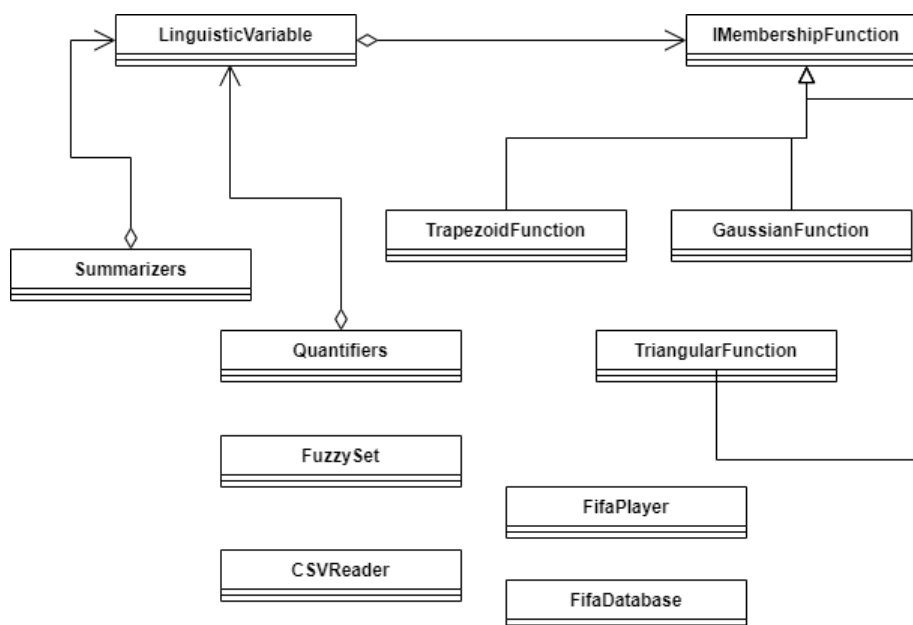 LinguisticVariable
IMembershipFunction
TrapezoidFunction
GaussianFunction
Summarizers
Quantifiers
TriangularFunction
FuzzySet
FifaPlayer
CSVReader
FifaDatabase